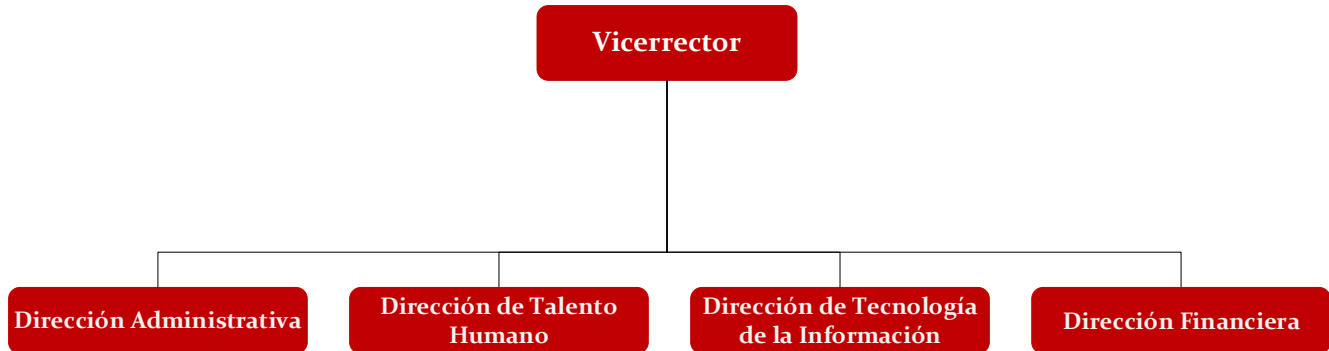 Vicerrector
Dirección Administrativa
Dirección de Talento
Humano
Dirección de Tecnología
de la Información
Dirección Financiera